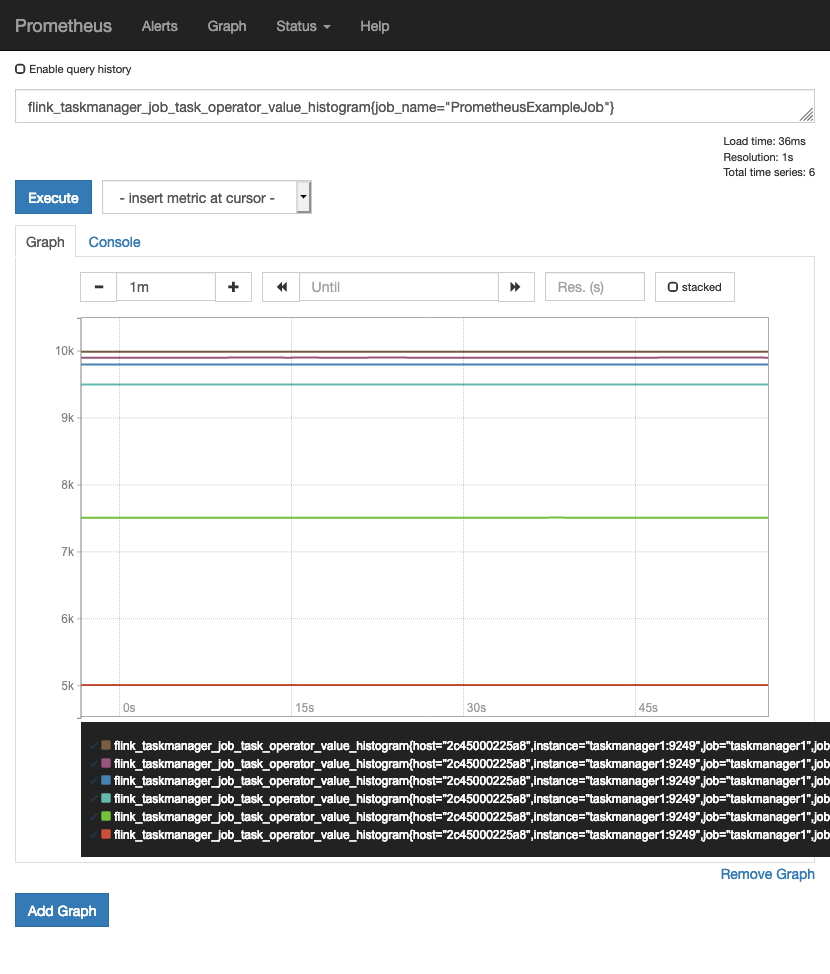 Prometheus Alerts Graph Status Help
Enable query history
flink_taskmanager_job_task_operator_value_histogram{job_name="PrometheusExampleJob"}
Load time: 36ms
Resolution: 1s
Total time series: 6
Execute - insert metric at cursor -
Graph Console
1m Until Res. (s) stacked
10k
9k
8k
7k
6k
5k
0s 15s 30s 45s
flink_taskmanager_job_task_operator_value_histogram{host="2c45000225a8",instance="taskmanager1:9249",job="taskmanager1",job
flink_taskmanager_job_task_operator_value_histogram{host="2c45000225a8",instance="taskmanager1:9249",job="taskmanager1",job
flink_taskmanager_job_task_operator_value_histogram{host="2c45000225a8",instance="taskmanager1:9249",job="taskmanager1",job
flink_taskmanager_job_task_operator_value_histogram{host="2c45000225a8",instance="taskmanager1:9249",job="taskmanager1",job
flink_taskmanager_job_task_operator_value_histogram{host="2c45000225a8",instance="taskmanager1:9249",job="taskmanager1",job
flink_taskmanager_job_task_operator_value_histogram{host="2c45000225a8",instance="taskmanager1:9249",job="taskmanager1",job
Remove Graph
Add Graph